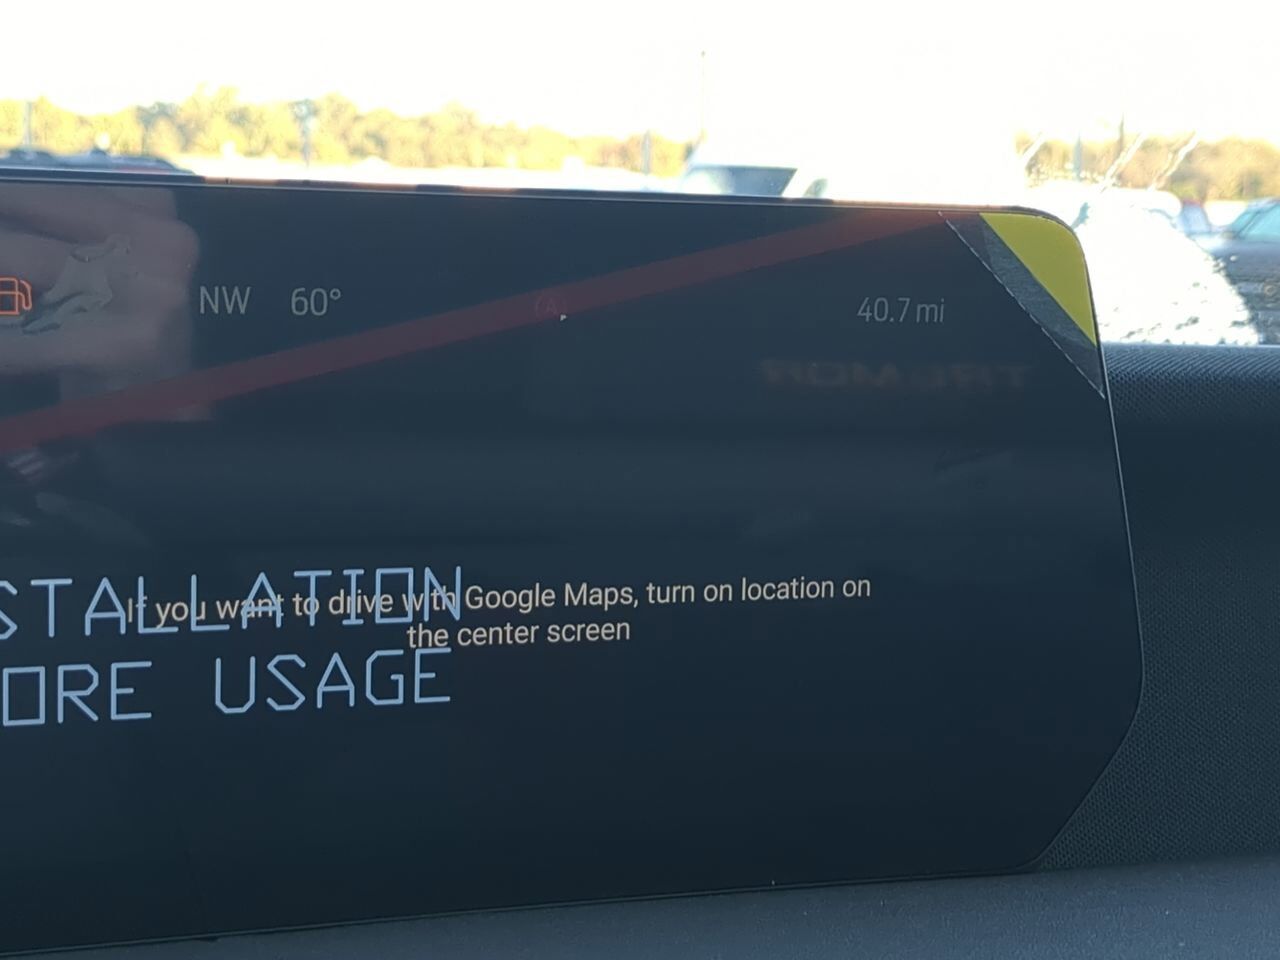 NW 60° (A) 40.7 mi
TREMOR
If you want to drive with Google Maps, turn on location on
the center screen
STALLATION
ORE USAGE